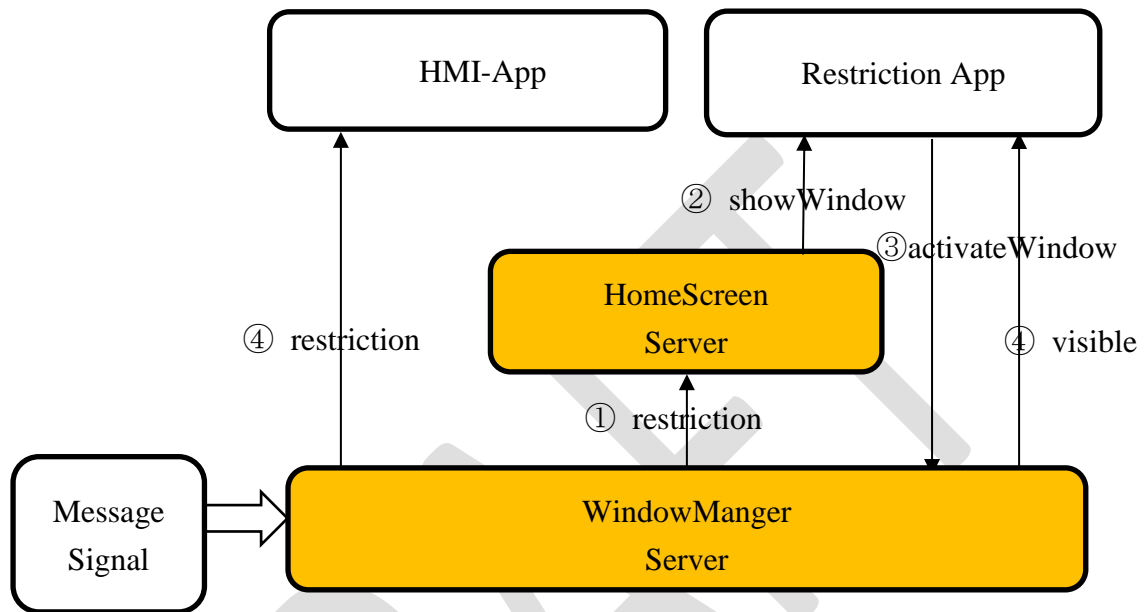 HMI-App
Restriction App
② showWindow
③activateWindow
HomeScreen
Server
④ restriction
④ visible
① restriction
Message
Signal
WindowManger
Server